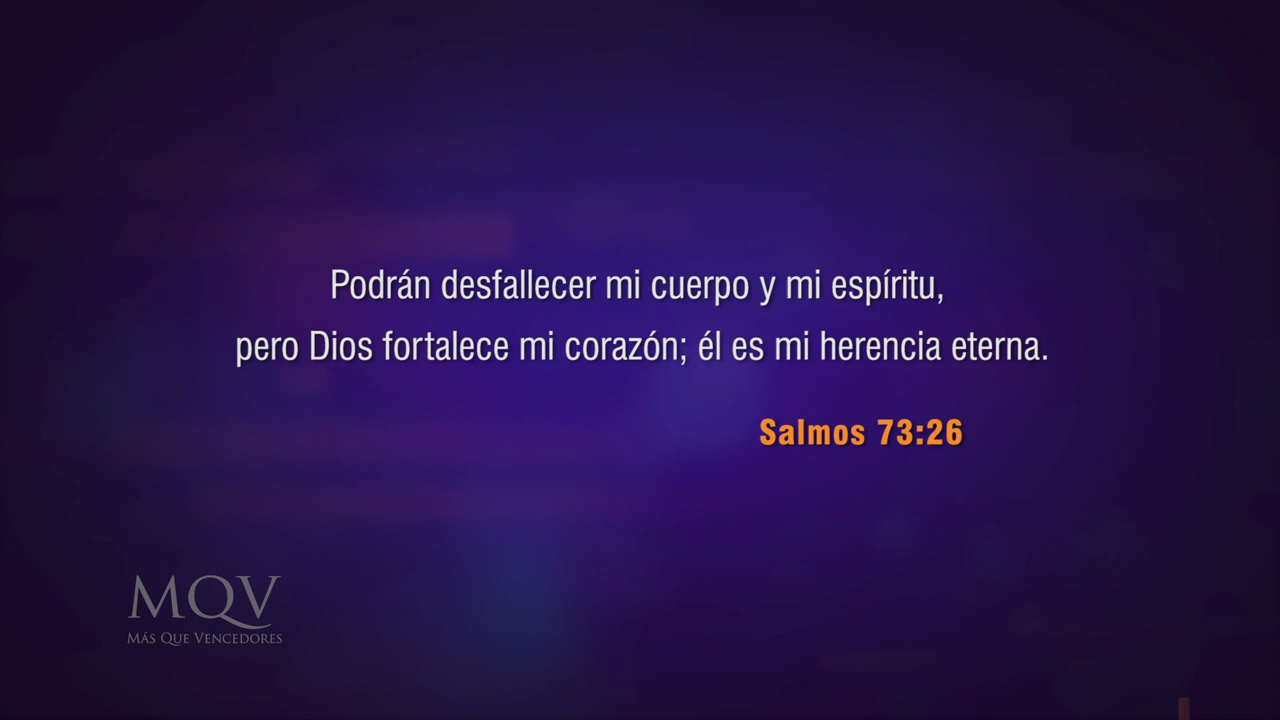 Podrán desfallecer mi cuerpo y mi espíritu,
pero Dios fortalece mi corazón; él es mi herencia eterna.
Salmos 73:26
MQV
MÁS QUE VENCEDORES